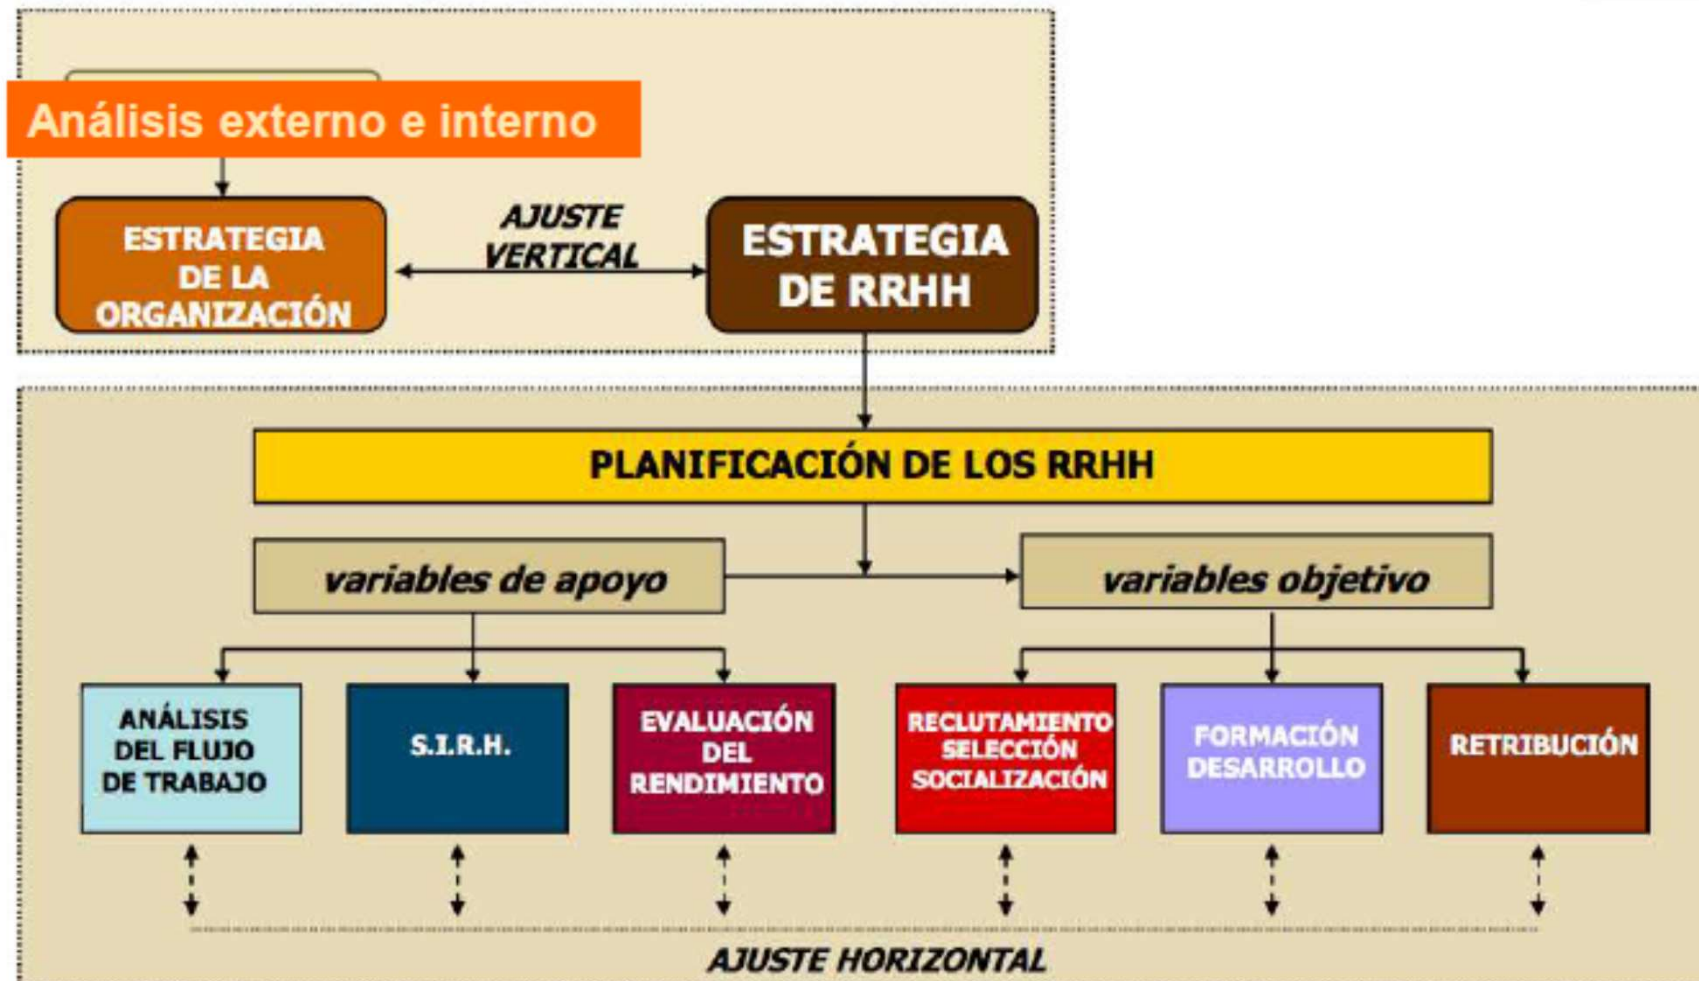 Análisis externo e interno
ESTRATEGIA
DE LA
ORGANIZACIÓN
AJUSTE
VERTICAL
ESTRATEGIA
DE RRHH
PLANIFICACIÓN DE LOS RRHH
variables de apoyo
variables objetivo
ANÁLISIS
DEL FLUJO
DE TRABAJO
S.I.R.H.
EVALUACIÓN
DEL
RENDIMIENTO
RECLUTAMIENTO
SELECCIÓN
SOCIALIZACIÓN
FORMACIÓN
DESARROLLO
RETRIBUCIÓN
AJUSTE HORIZONTAL